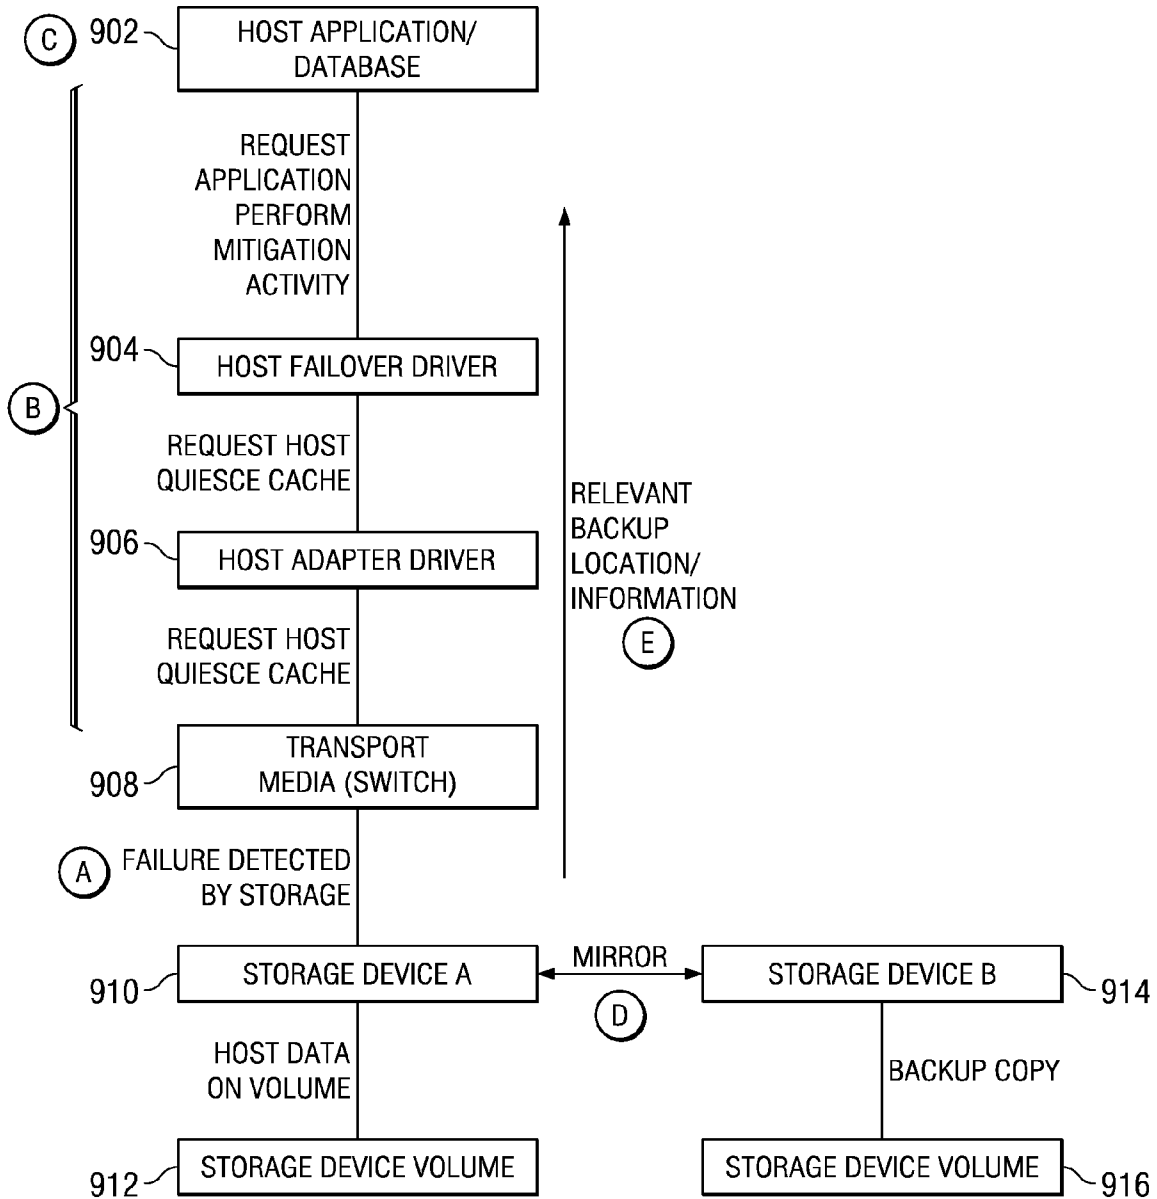 C
902
HOST APPLICATION/
DATABASE
REQUEST
APPLICATION
PERFORM
MITIGATION
ACTIVITY
904
HOST FAILOVER DRIVER
B
REQUEST HOST
QUIESCE CACHE
RELEVANT
BACKUP
LOCATION/
INFORMATION
E
906
HOST ADAPTER DRIVER
REQUEST HOST
QUIESCE CACHE
908
TRANSPORT
MEDIA (SWITCH)
A
FAILURE DETECTED
BY STORAGE
910
STORAGE DEVICE A
MIRROR
D
STORAGE DEVICE B
914
HOST DATA
ON VOLUME
BACKUP COPY
912
STORAGE DEVICE VOLUME
STORAGE DEVICE VOLUME
916